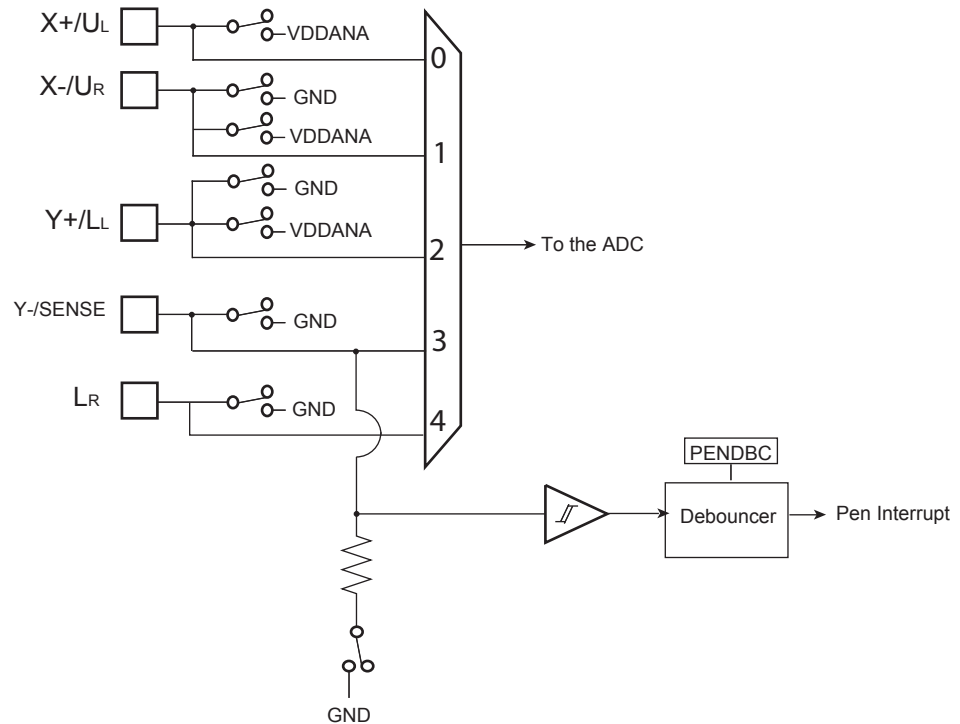 X+/UL
VDDANA
0
X-/UR
GND
VDDANA
1
GND
Y+/LL
VDDANA
2
To the ADC
Y-/SENSE
GND
3
LR
GND
4
PENDBC
Debouncer
Pen Interrupt
GND